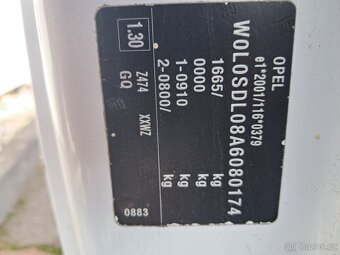 OPEL
e1*2001/116*0379
W0L0SDL08A6080174
1665/ kg
0000 kg
1-0910 kg
2-0800/ kg
1.30 Z474 XXWZ
GQ
0883